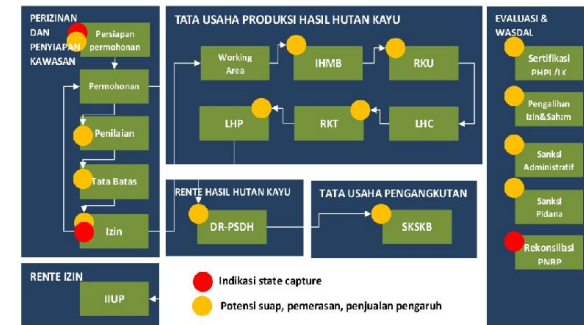 PERIZINAN
DAN
PENYIAPAN
KAWASAN
Persiapan
permohonan
Permohonan
Penilaian
Tata Batas
Izin
RENTE IZIN
IIUP
TATA USAHA PRODUKSI HASIL HUTAN KAYU
Working
Area
IHMB
RKU
LHP
RKT
LHC
RENTE HASIL HUTAN KAYU
DR-PSDH
TATA USAHA PENGANGKUTAN
SKSKB
Indikasi state capture
Potensi suap, pemerasan, penjualan pengaruh
EVALUASI &
WASDAL
Sertifikasi
PHPL/LK
Pengalihan
Izin&Saham
Sanksi
Administratif
Sanksi
Pidana
Rekonsiliasi
PNBP